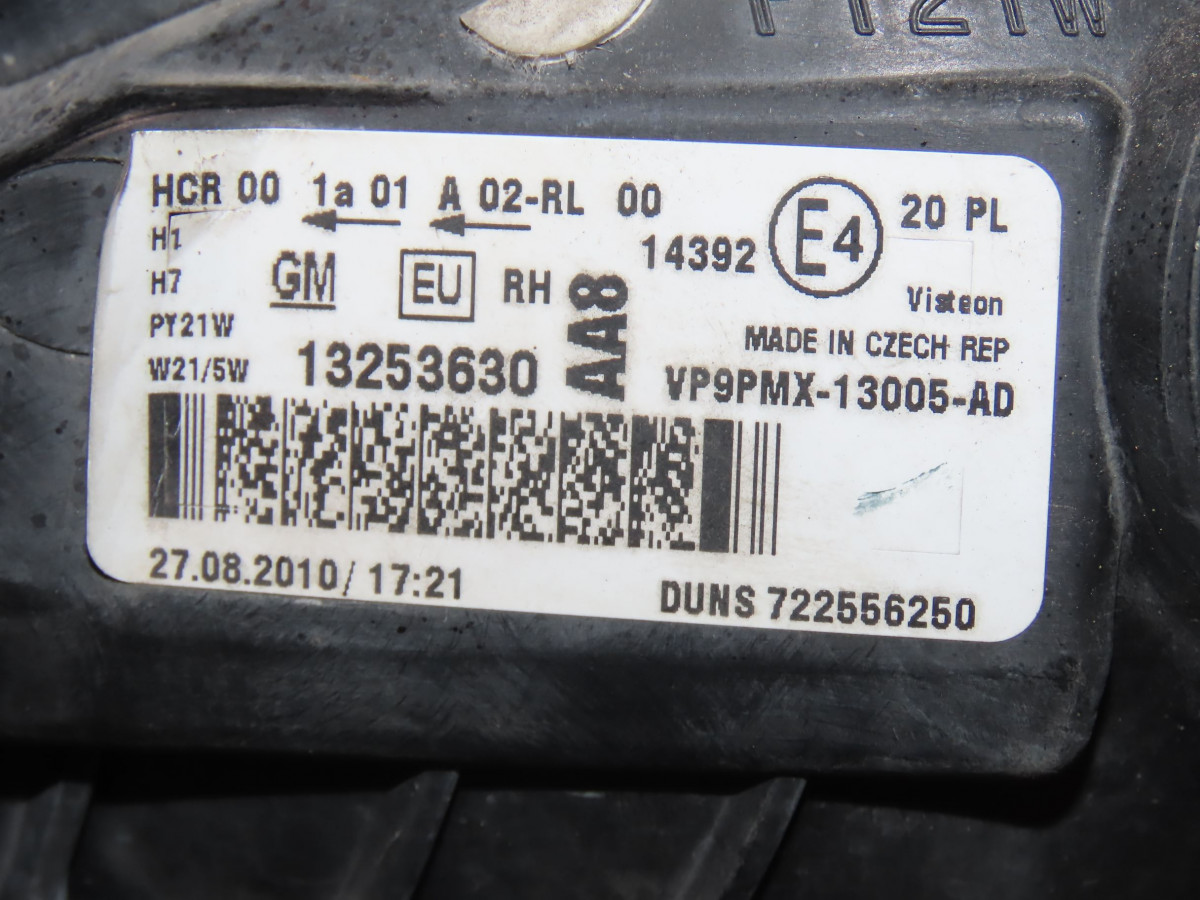 PY21W
HCR 00 1a 01 A 02-RL 00
14392 E4 20 PL
H1
H7
PY21W
W21/5W
GM EU RH
AA8
Visteon
MADE IN CZECH REP
13253630
VP9PMX-13005-AD
27.08.2010/ 17:21
DUNS 722556250